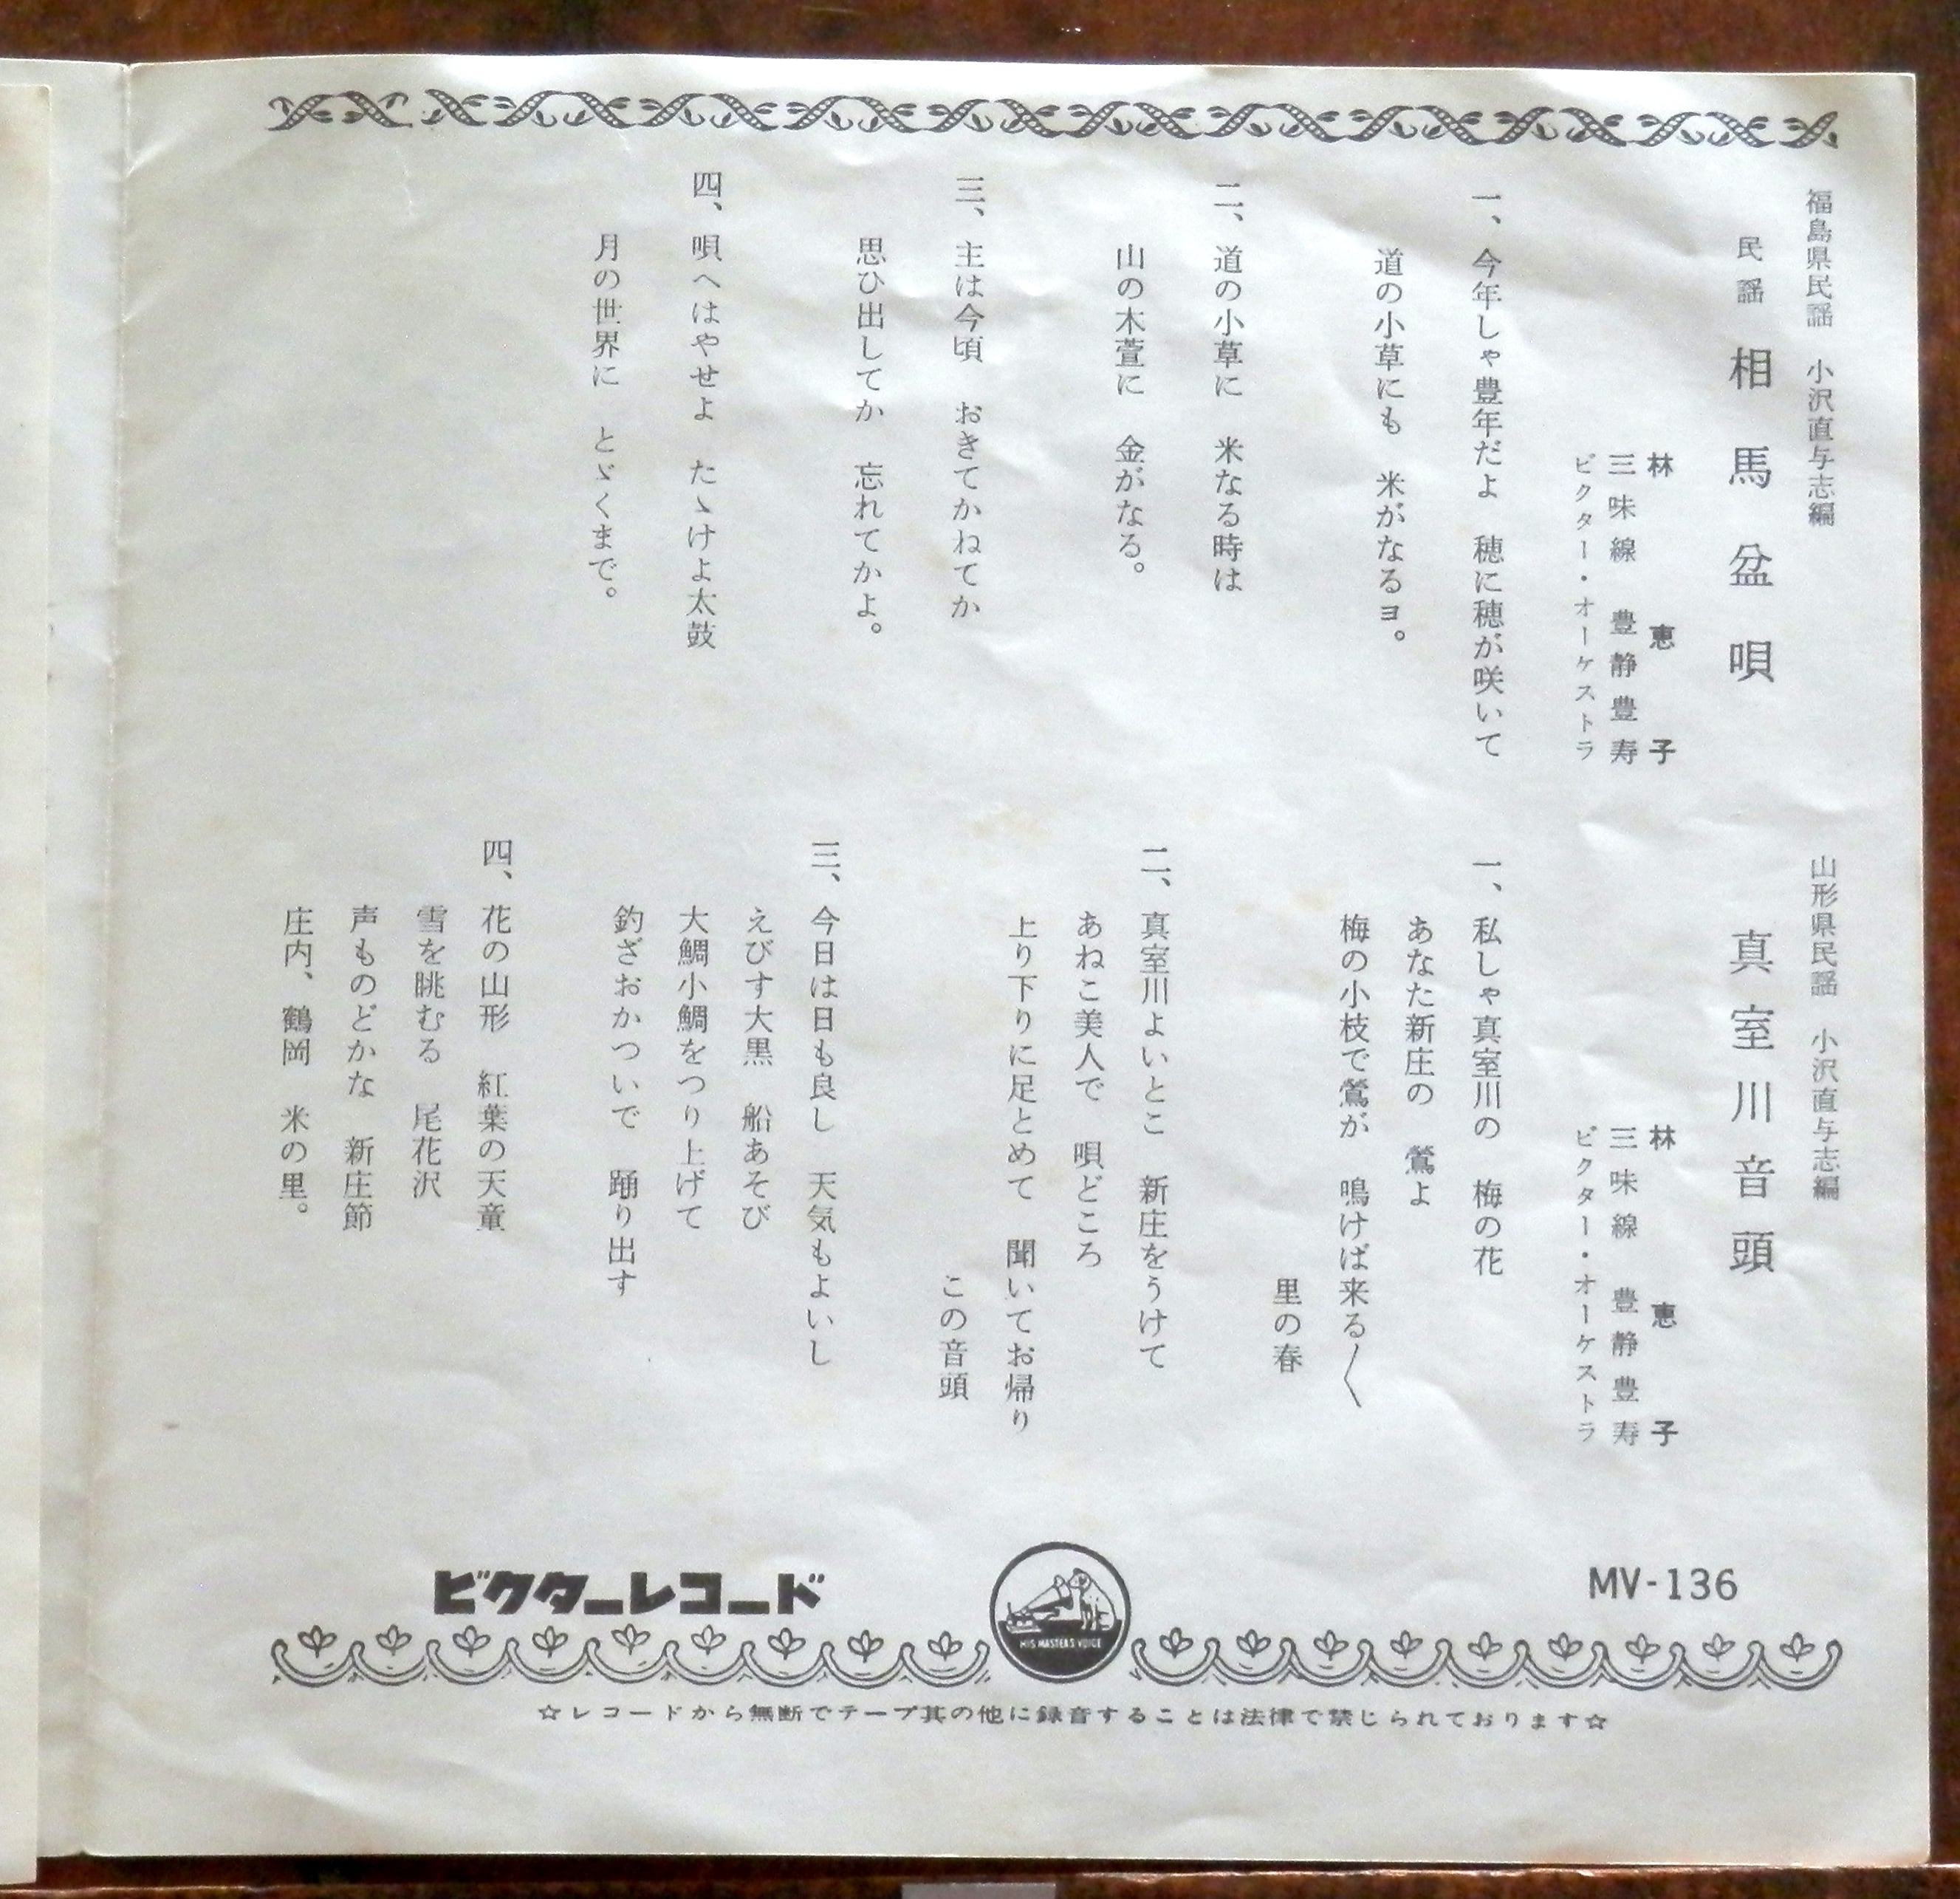 福島県民謡 小沢直与志編
民謡 相馬盆唄
林恵子
三味線 豊静豊寿
ビクター・オーケストラ
一、今年しゃ豊年だよ 穂に穂が咲いて
道の小草にも 米がなるヨ。
二、道の小草に 米なる時は
山の木萱に 金がなる。
三、主は今頃 おきてかねてか
思ひ出してか 忘れてかよ。
四、唄へはやせよ たゝけよ太鼓
月の世界に とゞくまで。
山形県民謡 小沢直与志編
真室川音頭
林恵子
三味線 豊静豊寿
ビクター・オーケストラ
一、私しゃ真室川の 梅の花
あなた新庄の 鶯よ
梅の小枝で鶯が 鳴けば来る〱
里の春
二、真室川よいとこ 新庄をうけて
あねこ美人で 唄どころ
上り下りに足とめて 聞いてお帰り
この音頭
三、今日は日も良し 天気もよいし
えびす大黒 船あそび
大鯛小鯛をつり上げて
釣ざおかついで 踊り出す
四、花の山形 紅葉の天童
雪を眺むる 尾花沢
声ものどかな 新庄節
庄内、鶴岡 米の里。
MV-136
HIS MASTER'S VOICE
ビクターレコード
☆レコードから無断でテープ其の他に録音することは法律で禁じられております☆